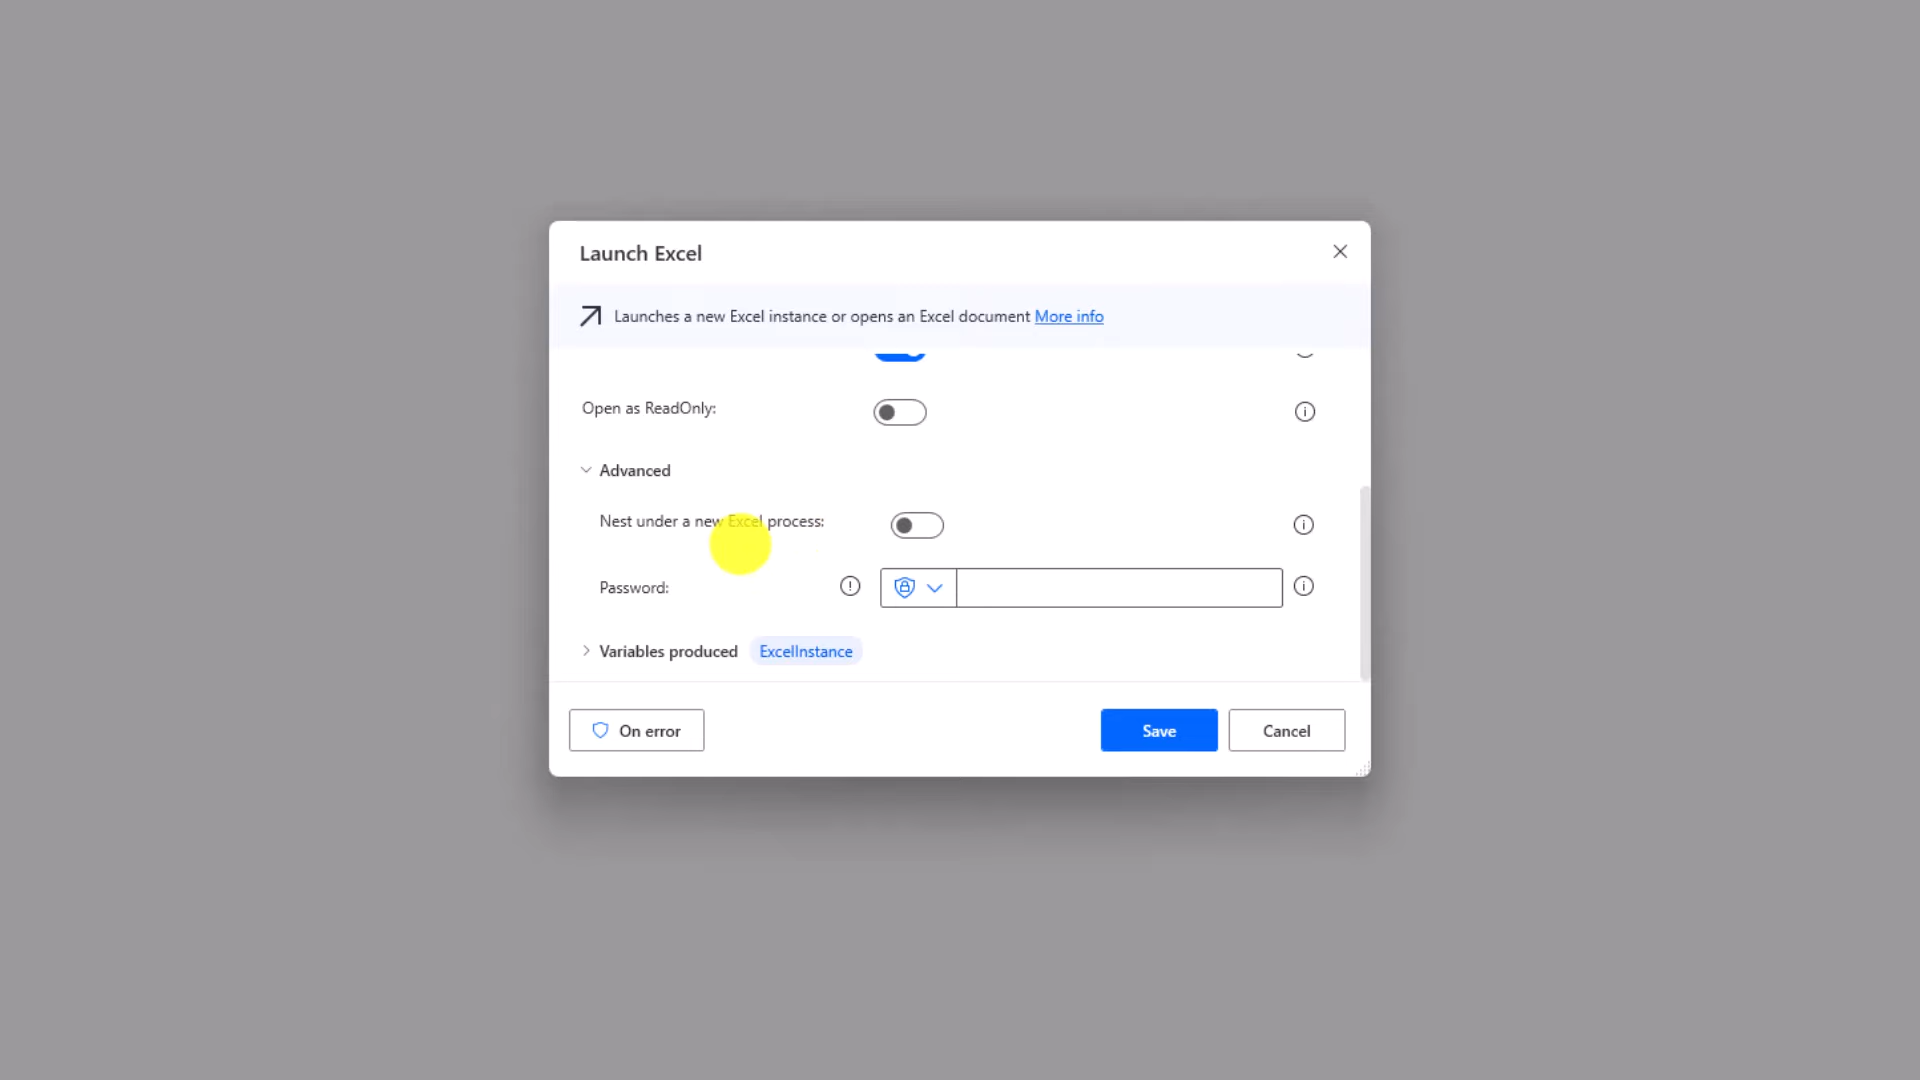 Launch Excel
Launches a new Excel instance or opens an Excel document More info
Open as ReadOnly:
Advanced
Nest under a new Excel process:
Password:
Variables produced ExcelInstance
On error
Save
Cancel